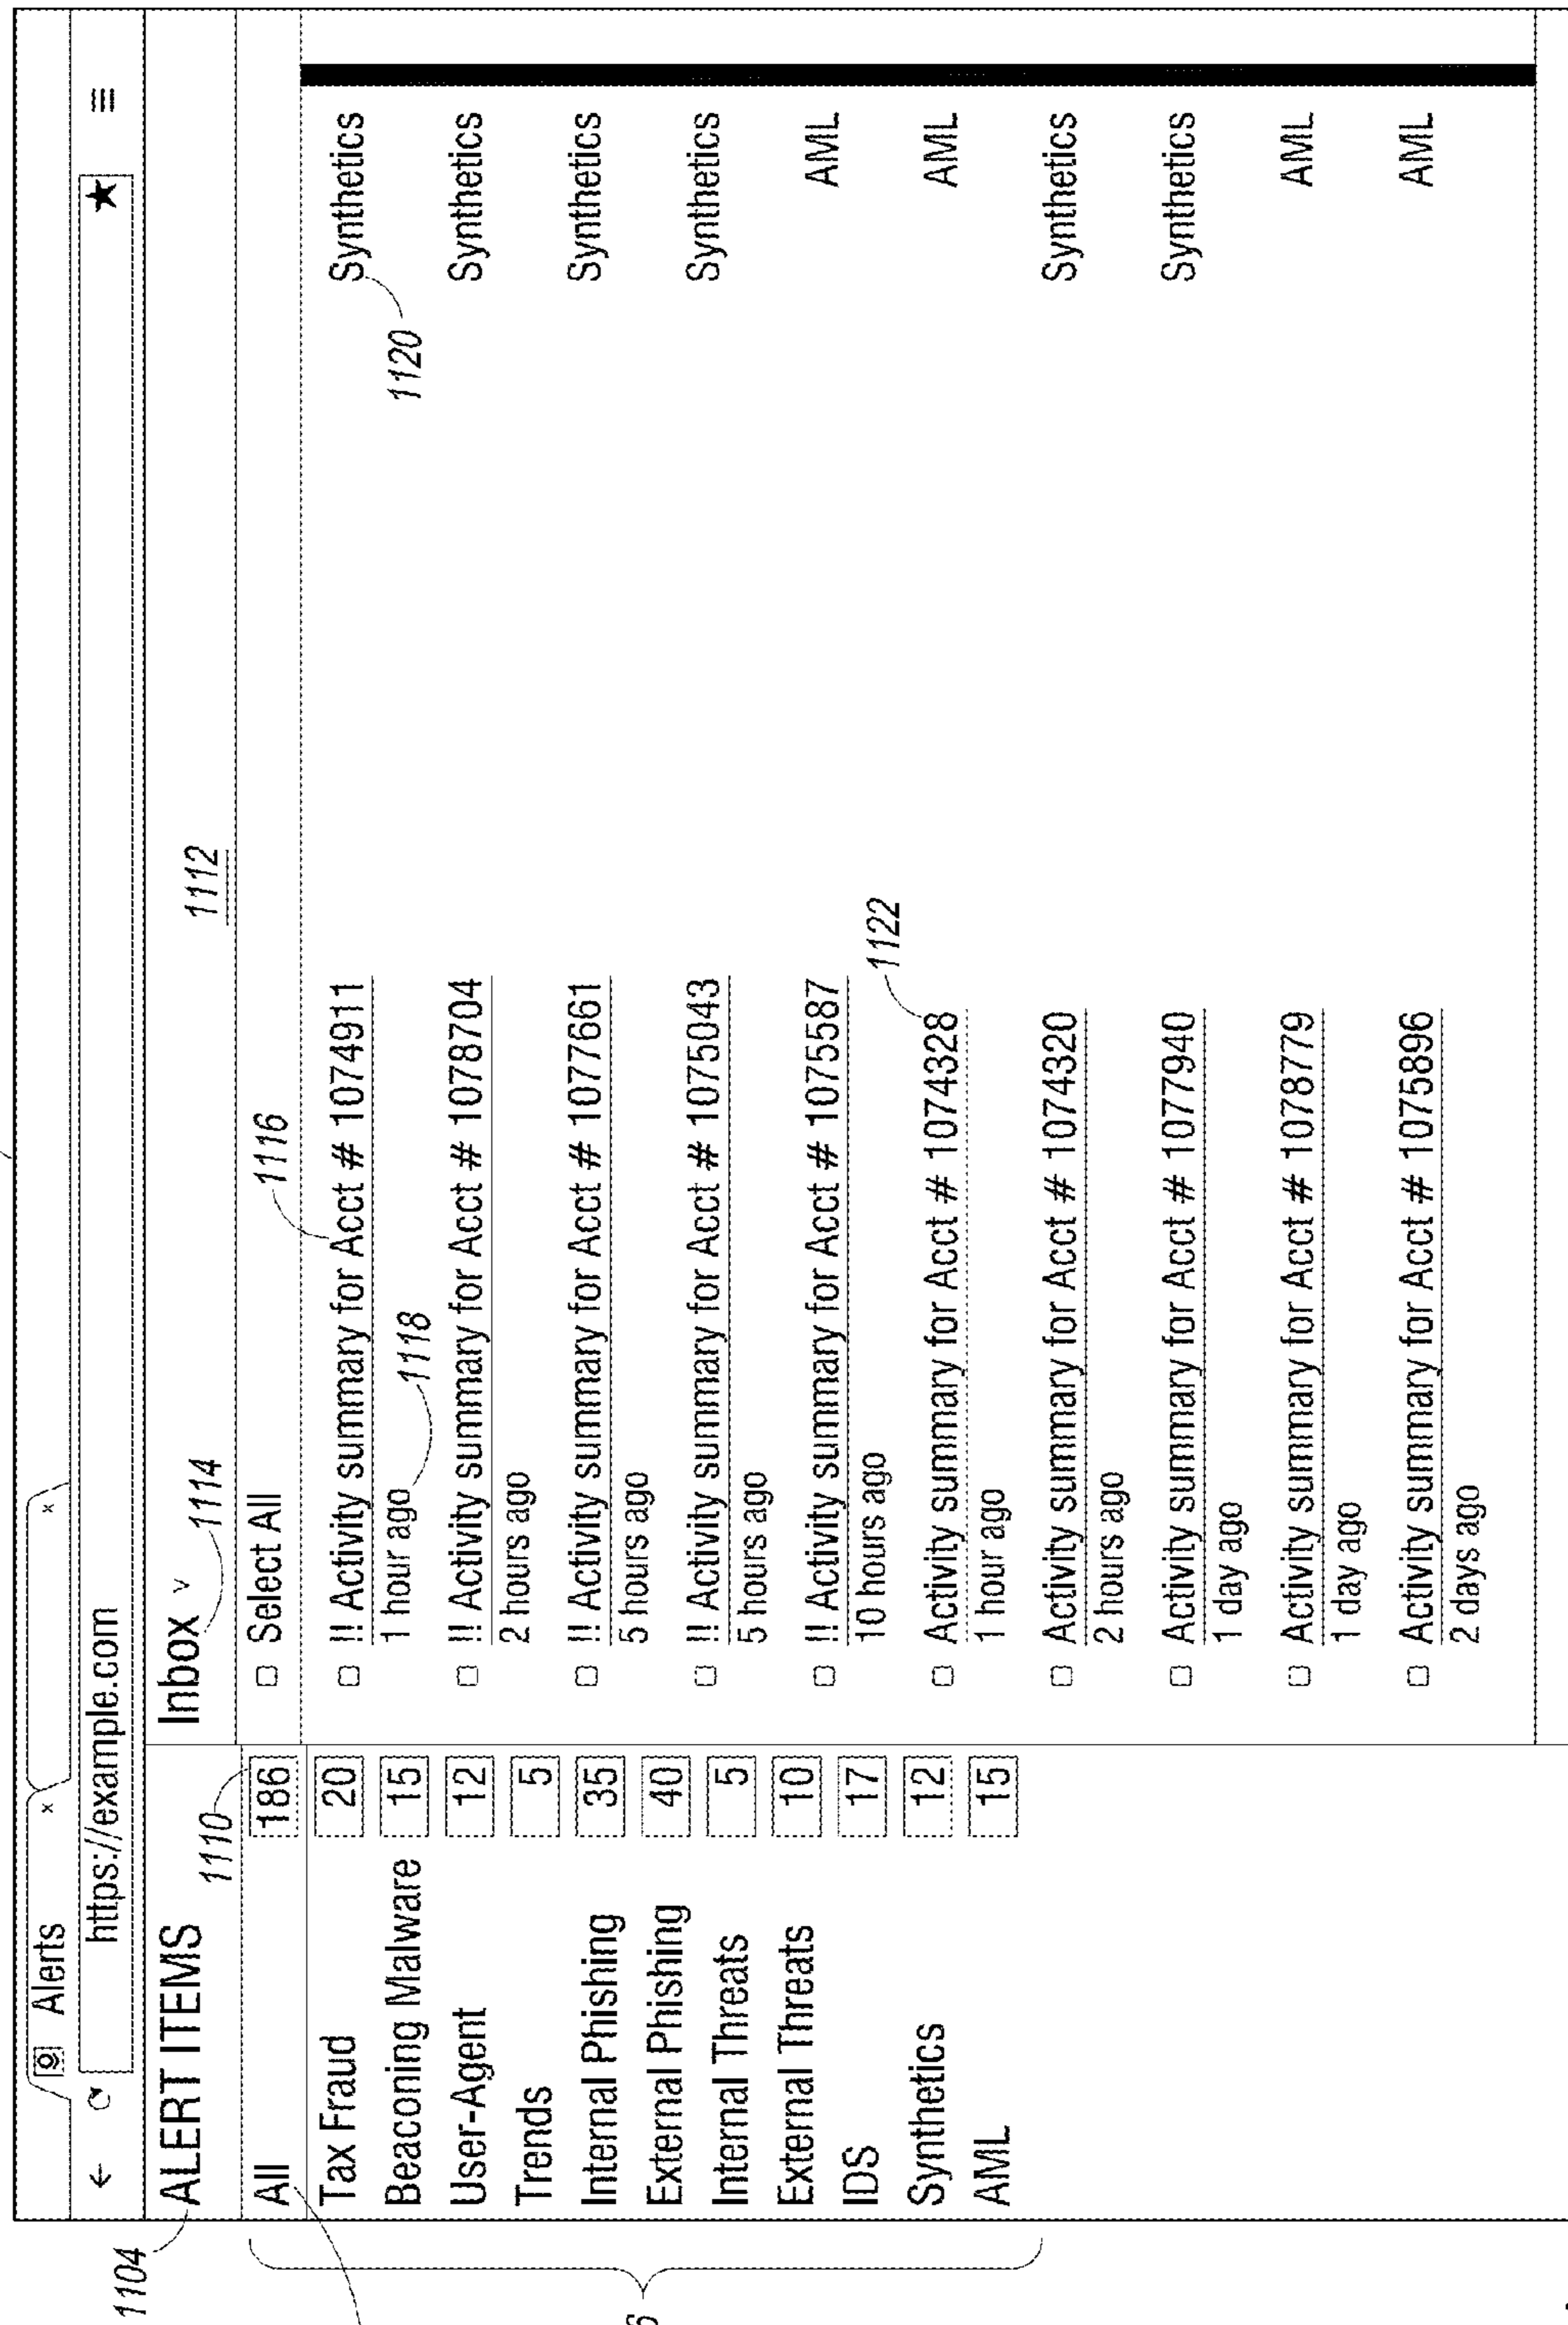 Alerts x x
https://example.com
1104
ALERT ITEMS
1110
All 186
Tax Fraud 20
Beaconing Malware 15
User-Agent 12
Trends 5
Internal Phishing 35
External Phishing 40
Internal Threats 5
External Threats 10
IDS 17
Synthetics 12
AML 15
6
Inbox v
1114
1112
Select All
1116
!! Activity summary for Acct # 1074911 Synthetics
1 hour ago
1118
1120
!! Activity summary for Acct # 1078704 Synthetics
2 hours ago
!! Activity summary for Acct # 1077661 Synthetics
5 hours ago
!! Activity summary for Acct # 1075043 Synthetics
5 hours ago
!! Activity summary for Acct # 1075587 AML
10 hours ago
1122
Activity summary for Acct # 1074328 AML
1 hour ago
Activity summary for Acct # 1074320 Synthetics
2 hours ago
Activity summary for Acct # 1077940 Synthetics
1 day ago
Activity summary for Acct # 1078779 AML
1 day ago
Activity summary for Acct # 1075896 AML
2 days ago